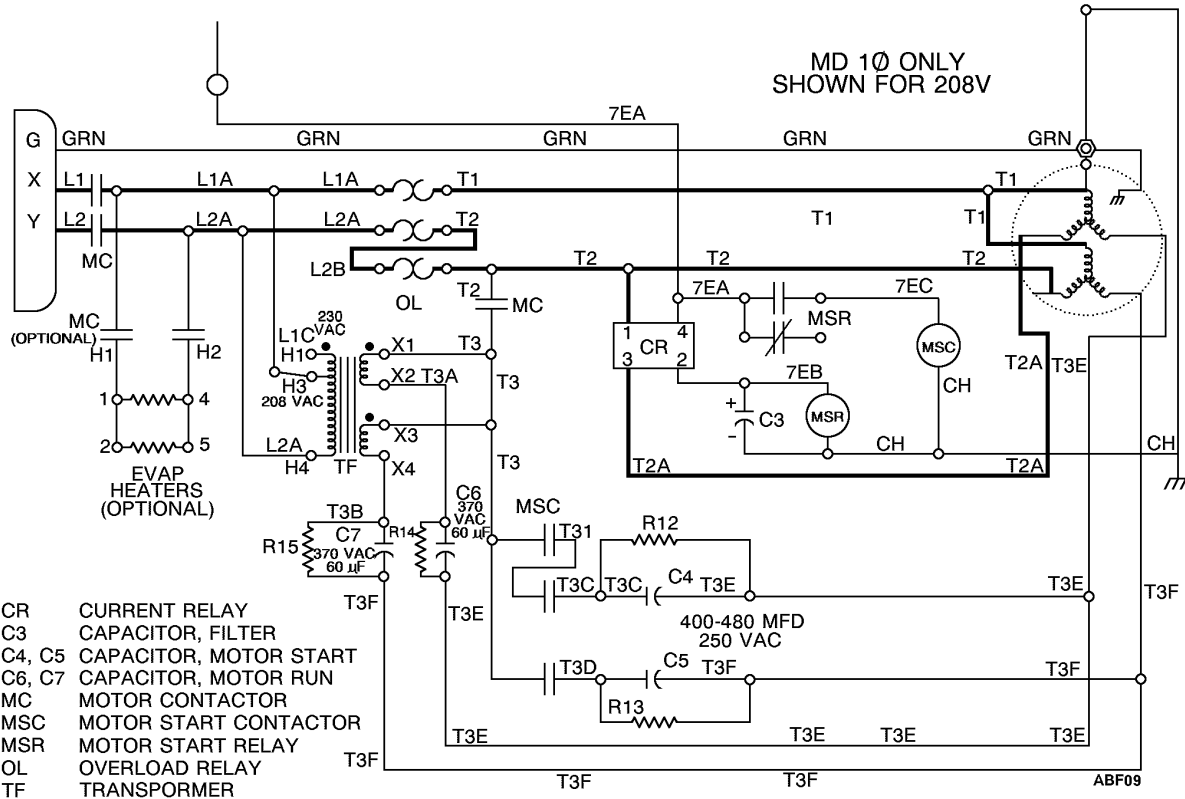 MD 1Ø ONLY
SHOWN FOR 208V
7EA
G GRN GRN GRN GRN GRN
X L1 L1A L1A T1 T1
Y L2 L2A L2A T2 T1 T1
MC
L2B T2 T2 T2
OL
T2 MC
7EA 7EC
MC
(OPTIONAL)
H1 H2
230
VAC
L1C
H1
X1 T3
1 4
CR
3 2
MSR
MSC
T2A T3E
H3
208 VAC
X2 T3A T3
7EB
CH
1 4
+
C3
-
MSR
X3
2 5
L2A
H4
TF
X4
T3
CH CH
T2A T2A
EVAP
HEATERS
(OPTIONAL)
C6
370
VAC
60 µF
MSC
T3B
R15
C7
370 VAC
60 µF
R14
T31
R12
T3F
T3E
T3C T3C C4 T3E T3E T3F
400-480 MFD
250 VAC
T3D C5 T3F T3F
R13
T3E T3E T3E T3E
T3F
T3F T3F
ABF09
CR CURRENT RELAY
C3 CAPACITOR, FILTER
C4, C5 CAPACITOR, MOTOR START
C6, C7 CAPACITOR, MOTOR RUN
MC MOTOR CONTACTOR
MSC MOTOR START CONTACTOR
MSR MOTOR START RELAY
OL OVERLOAD RELAY
TF TRANSPORMER